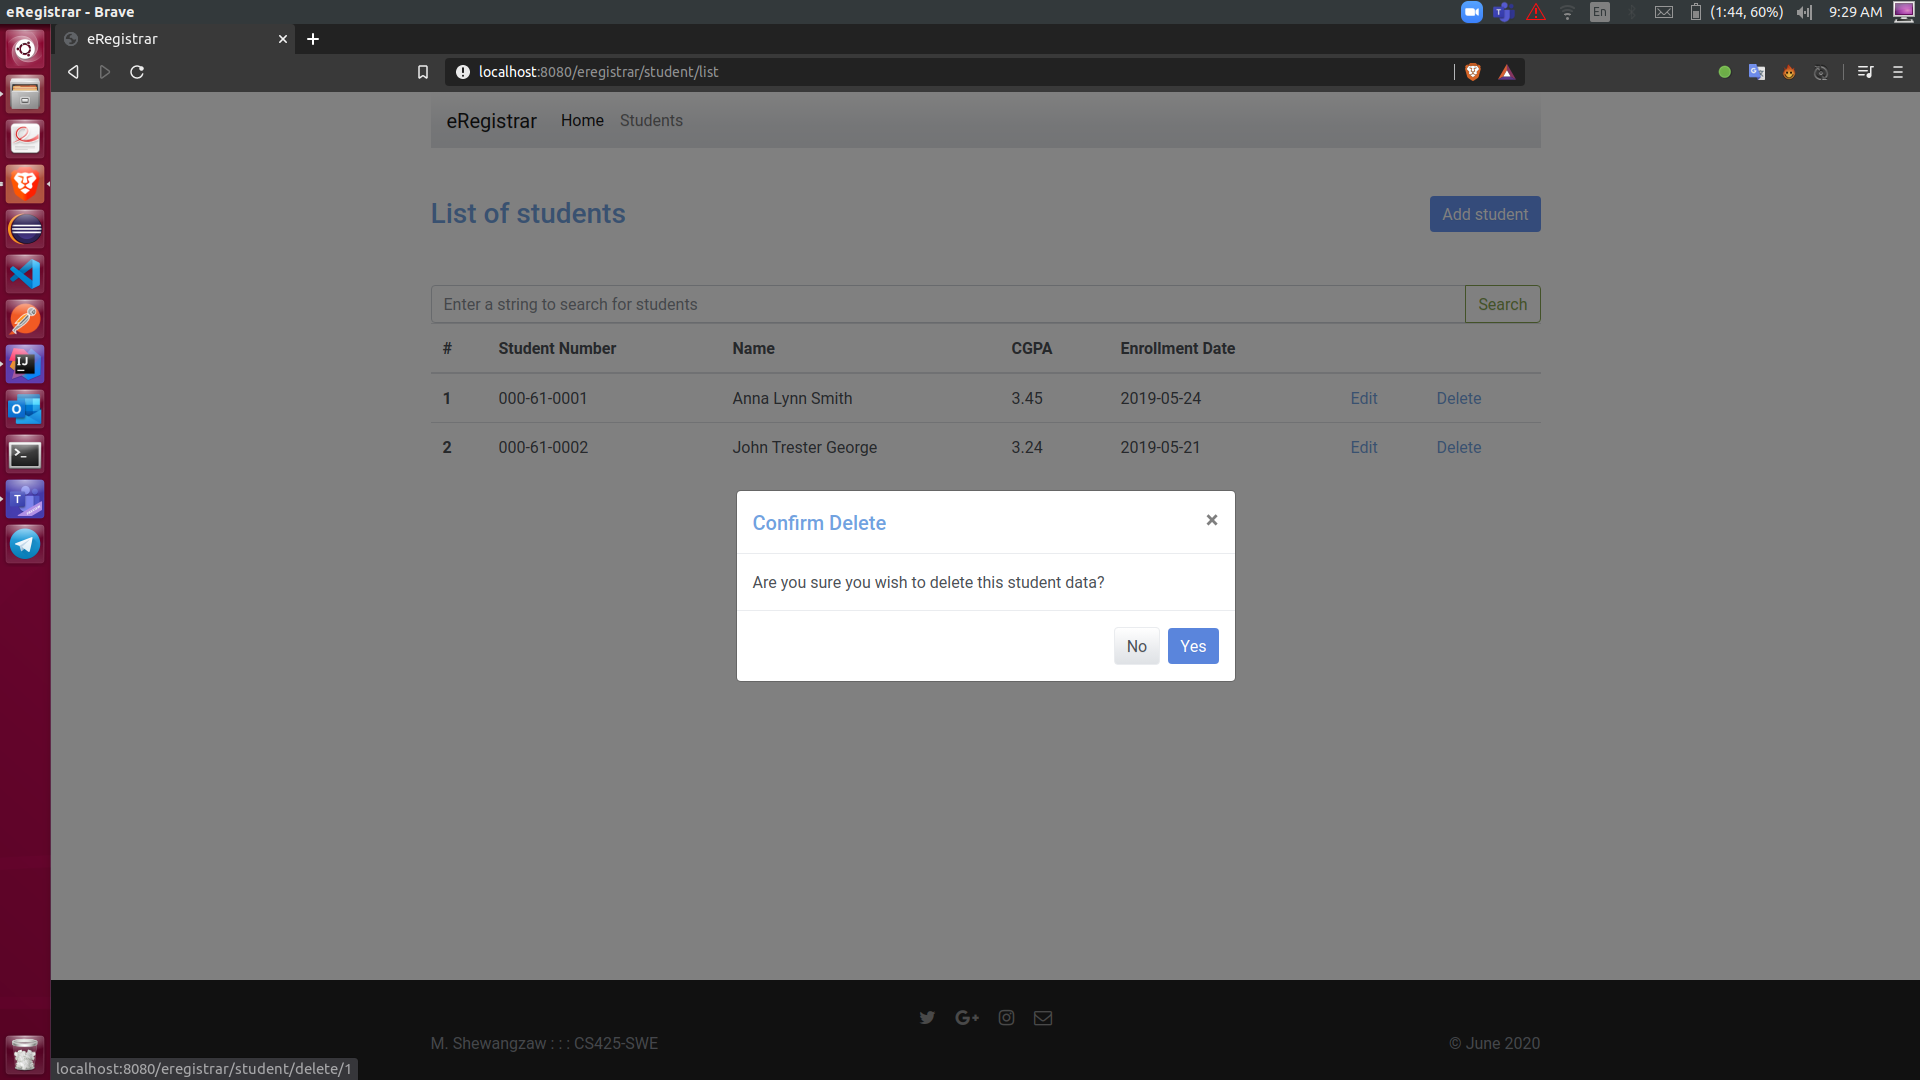 eRegistrar - Brave
En
(1:44, 60%)
9:29 AM
eRegistrar
localhost:8080/eregistrar/student/list
eRegistrar Home Students
List of students
Add student
Enter a string to search for students
Search
# Student Number Name CGPA Enrollment Date
1 000-61-0001 Anna Lynn Smith 3.45 2019-05-24 Edit Delete
2 000-61-0002 John Trester George 3.24 2019-05-21 Edit Delete
Confirm Delete ×
Are you sure you wish to delete this student data?
No Yes
M. Shewangzaw : : : CS425-SWE
© June 2020
localhost:8080/eregistrar/student/delete/1